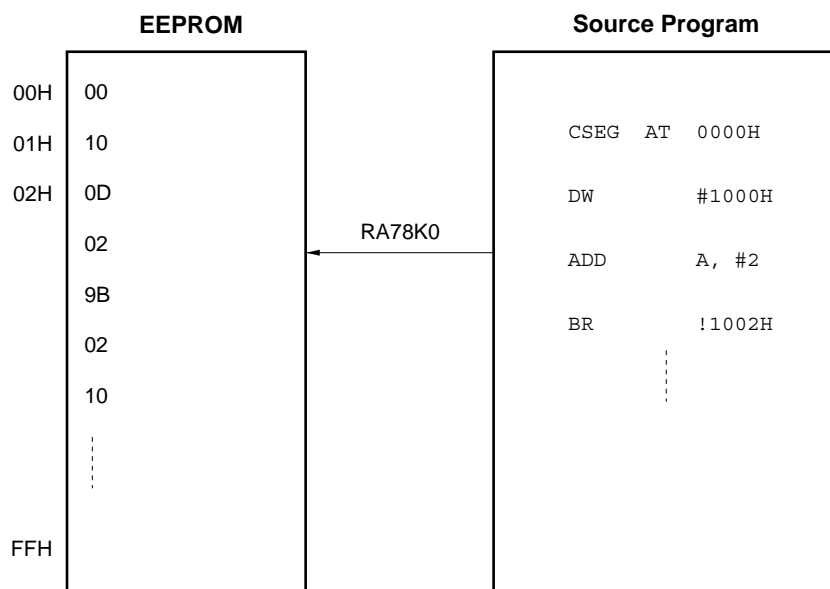 EEPROM
Source Program
00H 00
01H 10
02H 0D
02
9B
02
10
FFH
RA78K0
CSEG AT 0000H
DW #1000H
ADD A, #2
BR !1002H